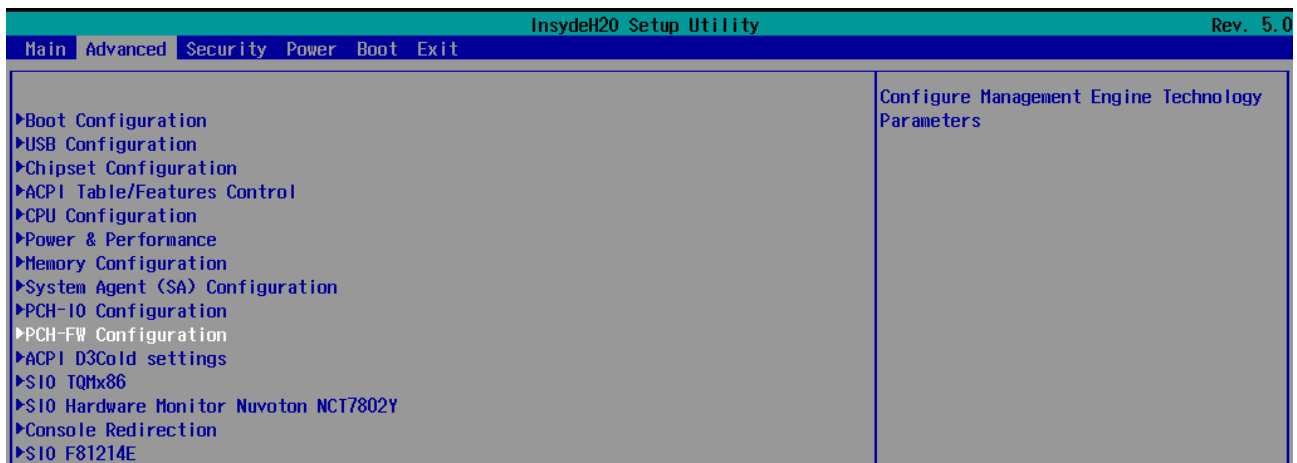 InsydeH20 Setup Utility Rev. 5.0
Main Advanced Security Power Boot Exit
▶Boot Configuration
▶USB Configuration
▶Chipset Configuration
▶ACPI Table/Features Control
▶CPU Configuration
▶Power & Performance
▶Memory Configuration
▶System Agent (SA) Configuration
▶PCH-IO Configuration
▶PCH-FW Configuration
▶ACPI D3Cold settings
▶SIO TQMx86
▶SIO Hardware Monitor Nuvoton NCT7802Y
▶Console Redirection
▶SIO F81214E
Configure Management Engine Technology
Parameters